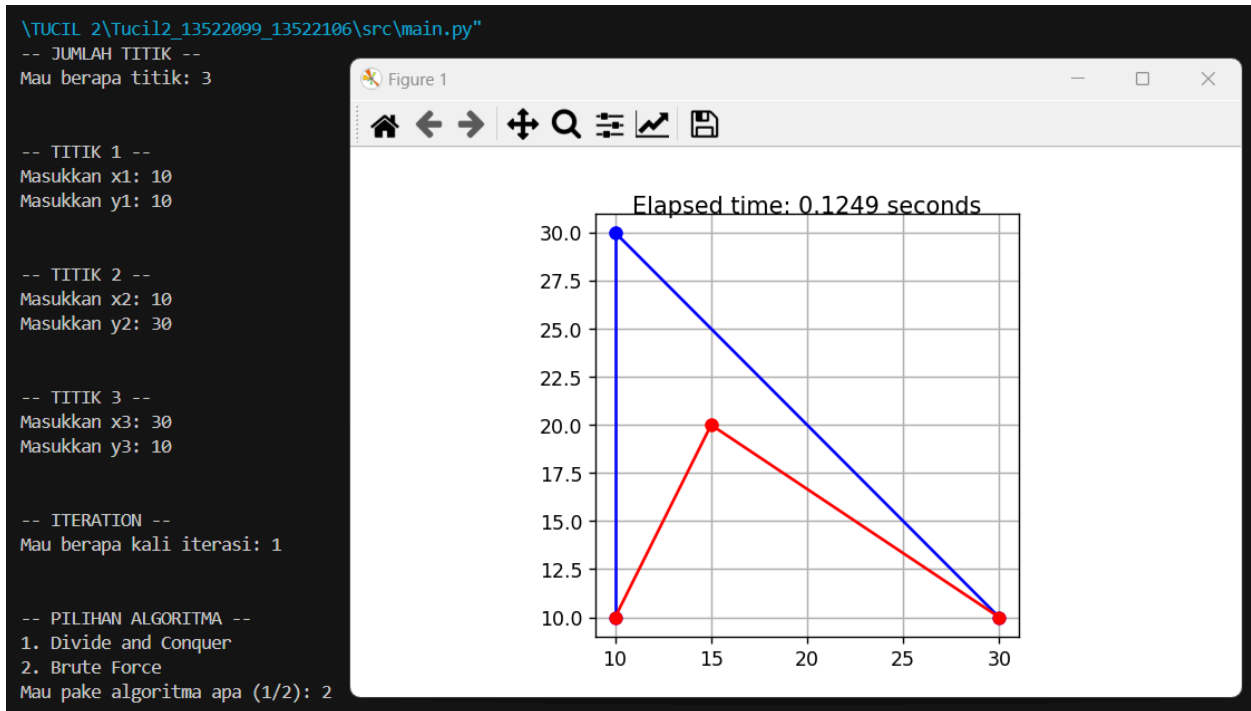 \TUCIL 2\Tucil2_13522099_13522106\src\main.py"
-- JUMLAH TITIK --
Mau berapa titik: 3
-- TITIK 1 --
Masukkan x1: 10
Masukkan y1: 10
-- TITIK 2 --
Masukkan x2: 10
Masukkan y2: 30
-- TITIK 3 --
Masukkan x3: 30
Masukkan y3: 10
-- ITERATION --
Mau berapa kali iterasi: 1
-- PILIHAN ALGORITMA --
1. Divide and Conquer
2. Brute Force
Mau pake algoritma apa (1/2): 2
Figure 1
Elapsed time: 0.1249 seconds
30.0
27.5
25.0
22.5
20.0
17.5
15.0
12.5
10.0
10 15 20 25 30